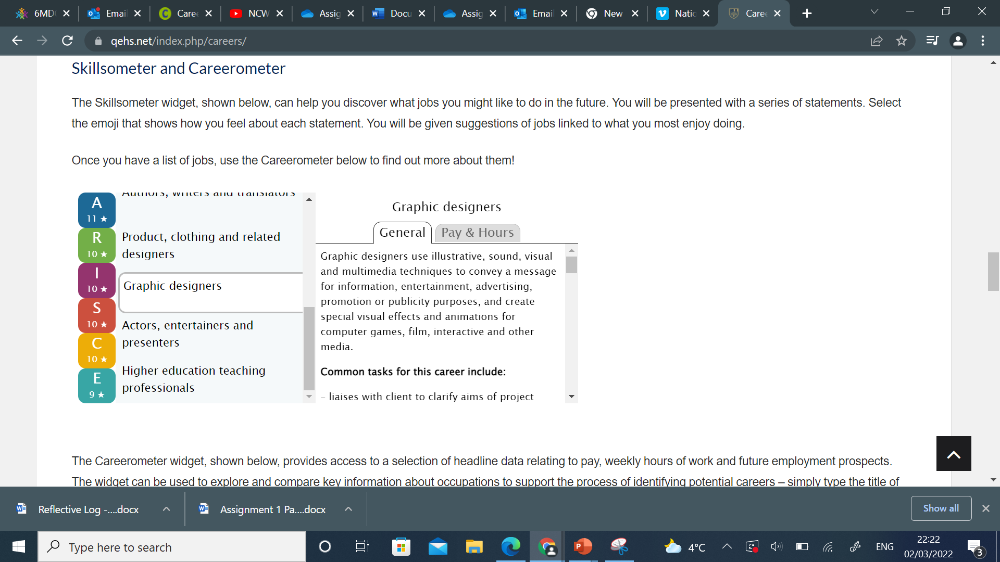 6MD
Email
Care
NCW
Assig
Docu
Assig
Email
New
Natio
Care
qehs.net/index.php/careers/
Skillsometer and Careerometer
The Skillsometer widget, shown below, can help you discover what jobs you might like to do in the future. You will be presented with a series of statements. Select
the emoji that shows how you feel about each statement. You will be given suggestions of jobs linked to what you most enjoy doing.
Once you have a list of jobs, use the Careerometer below to find out more about them!
A
11 ★
R
10 ★
I
10 ★
S
10 ★
C
10 ★
E
9 ★
Authors, writers and translators
Product, clothing and related
designers
Graphic designers
Actors, entertainers and
presenters
Higher education teaching
professionals
Graphic designers
General
Pay & Hours
Graphic designers use illustrative, sound, visual
and multimedia techniques to convey a message
for information, entertainment, advertising,
promotion or publicity purposes, and create
special visual effects and animations for
computer games, film, interactive and other
media.
Common tasks for this career include:
– liaises with client to clarify aims of project
The Careerometer widget, shown below, provides access to a selection of headline data relating to pay, weekly hours of work and future employment prospects.
The widget can be used to explore and compare key information about occupations to support the process of identifying potential careers – simply type the title of
Reflective Log -....docx
Assignment 1 Pa....docx
Show all
Type here to search
4°C
ENG
22:22
02/03/2022
3